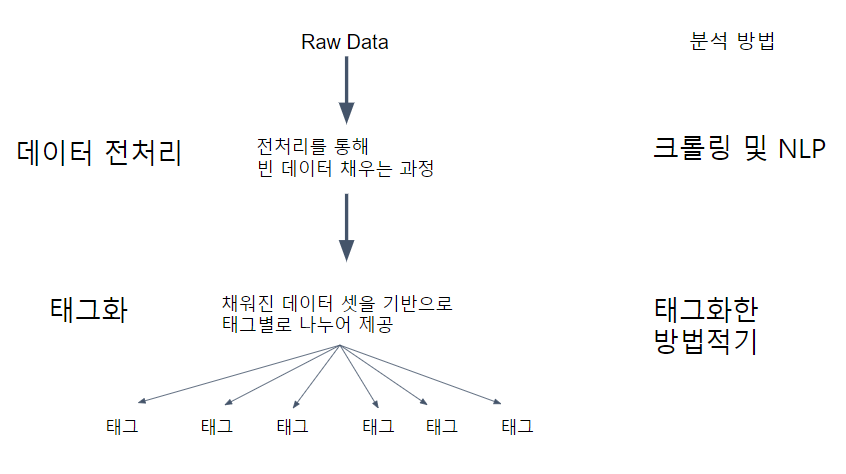 Raw Data
분석 방법
데이터 전처리
전처리를 통해
빈 데이터 채우는 과정
크롤링 및 NLP
태그화
채워진 데이터 셋을 기반으로
태그별로 나누어 제공
태그화한
방법적기
태그 태그 태그 태그 태그 태그